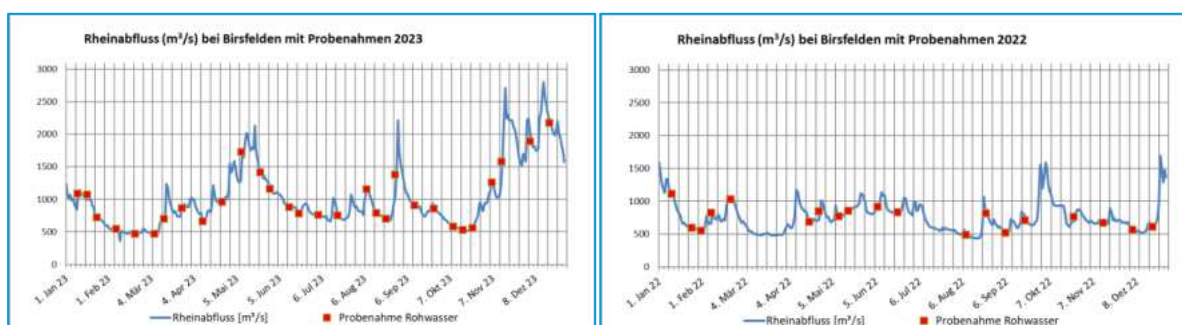 Rheinabfluss (m³/s) bei Birsfelden mit Probenahmen 2023
3000
2500
2000
1500
1000
500
0
1. Jan 23
1. Feb 23
4. Mär 23
4. Apr 23
5. Mai 23
5. Jun 23
6. Jul 23
6. Aug 23
6. Sep 23
7. Okt 23
7. Nov 23
8. Dez 23
Rheinabfluss [m³/s]
Probenahme Rohwasser
Rheinabfluss (m³/s) bei Birsfelden mit Probenahmen 2022
3000
2500
2000
1500
1000
500
0
1. Jan 22
1. Feb 22
4. Mär 22
4. Apr 22
5. Mai 22
5. Jun 22
6. Jul 22
6. Aug 22
6. Sep 22
7. Okt 22
7. Nov 22
8. Dez 22
Rheinabfluss [m³/s]
Probenahme Rohwasser